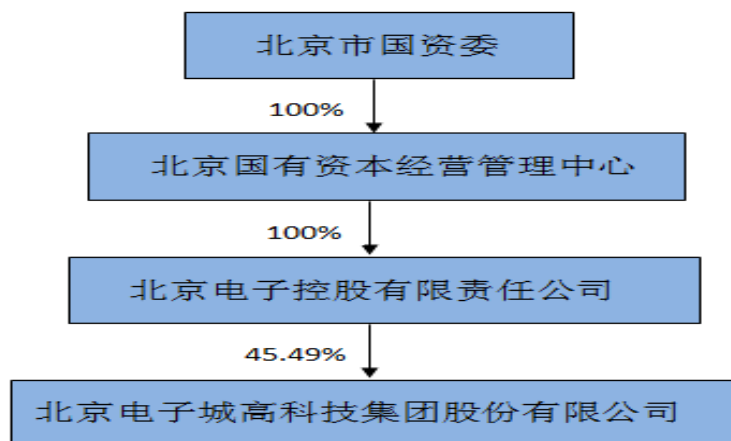 北京市国资委
100%
北京国有资本经营管理中心
100%
北京电子控股有限责任公司
45.49%
北京电子城高科技集团股份有限公司